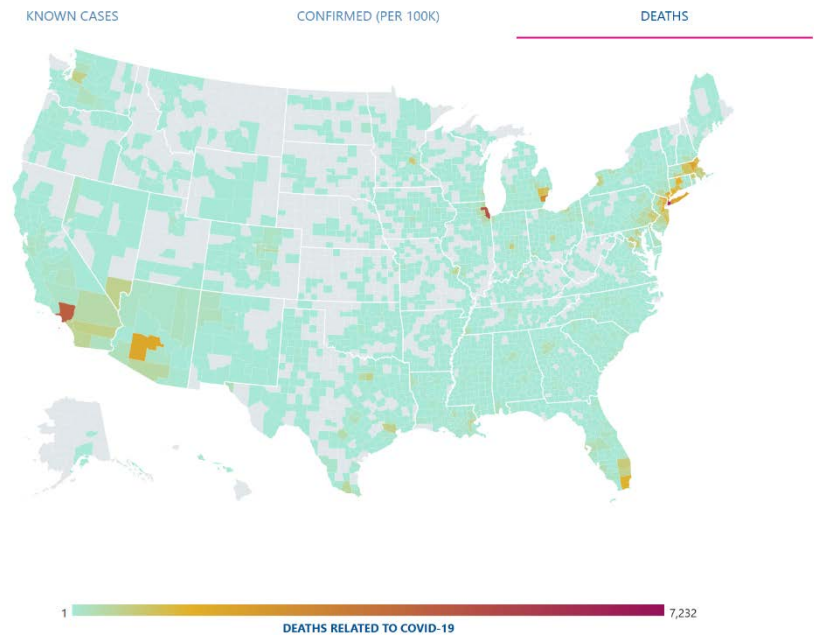 KNOWN CASES
CONFIRMED (PER 100K)
DEATHS
1
7,232
DEATHS RELATED TO COVID-19